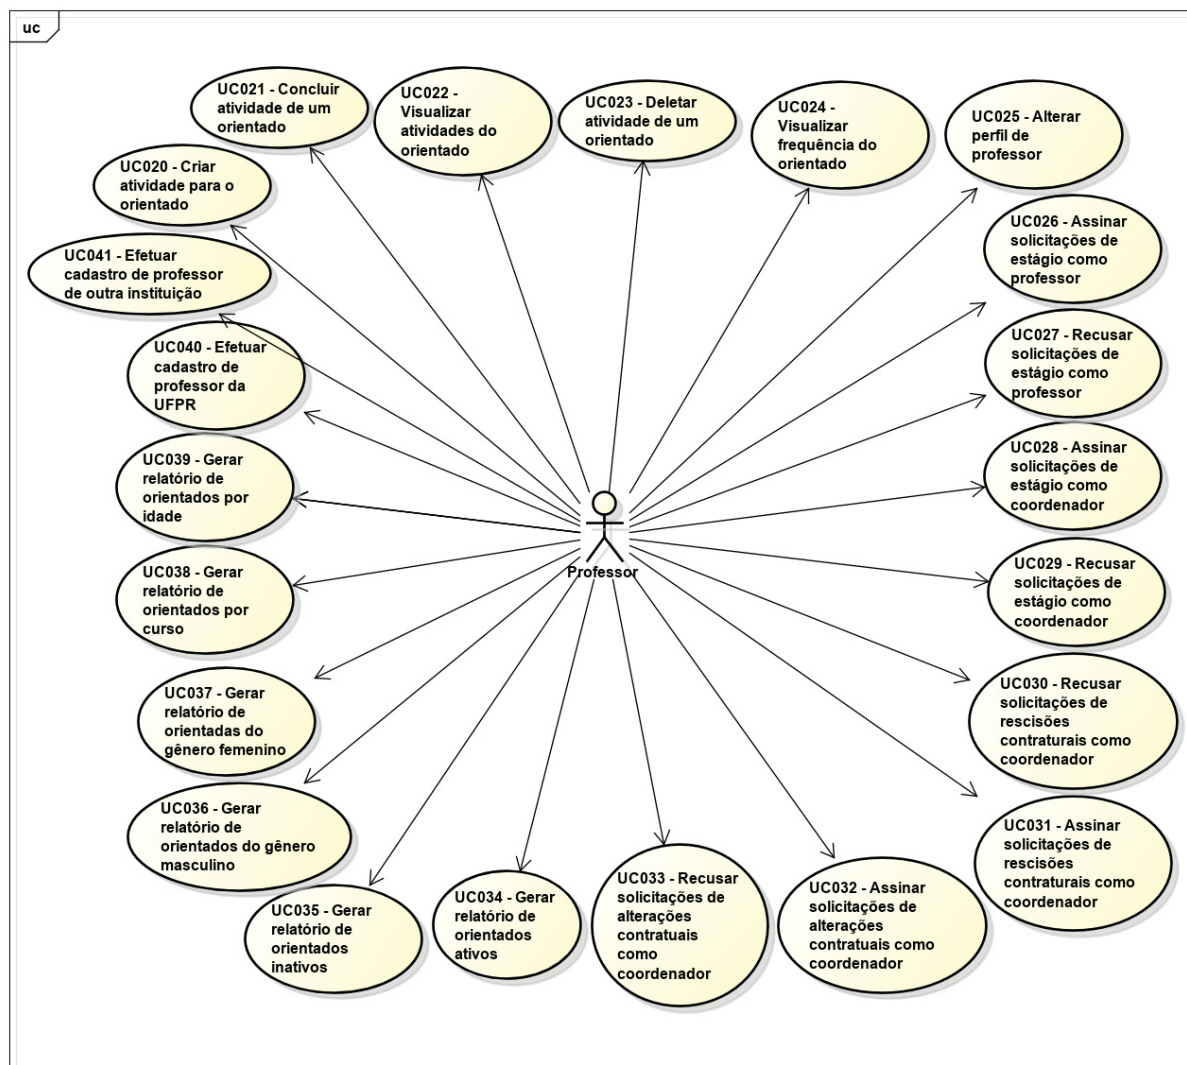 uc
UC021 - Concluir
atividade de um
orientado
UC022 -
Visualizar
atividades do
orientado
UC023 - Deletar
atividade de um
orientado
UC024 -
Visualizar
frequência do
orientado
UC025 - Alterar
perfil de
professor
UC020 - Criar
atividade para o
orientado
UC026 - Assinar
solicitações de
estágio como
professor
UC041 - Efetuar
cadastro de professor
de outra instituição
UC027 - Recusar
solicitações de
estágio como
professor
UC040 - Efetuar
cadastro de
professor da
UFPR
UC028 - Assinar
solicitações de
estágio como
coordenador
UC039 - Gerar
relatório de
orientados por
idade
Professor
UC029 - Recusar
solicitações de
estágio como
coordenador
UC038 - Gerar
relatório de
orientados por
curso
UC030 - Recusar
solicitações de
rescisões
contraturais como
coordenador
UC037 - Gerar
relatório de
orientadas do
gênero femenino
UC036 - Gerar
relatório de
orientados do gênero
masculino
UC031 - Assinar
solicitações de
rescisões
contraturais como
coordenador
UC035 - Gerar
relatório de
orientados
inativos
UC034 - Gerar
relatório de
orientados
ativos
UC033 - Recusar
solicitações de
alterações
contratuais
como
coordenador
UC032 - Assinar
solicitações de
alterações
contratuais como
coordenador